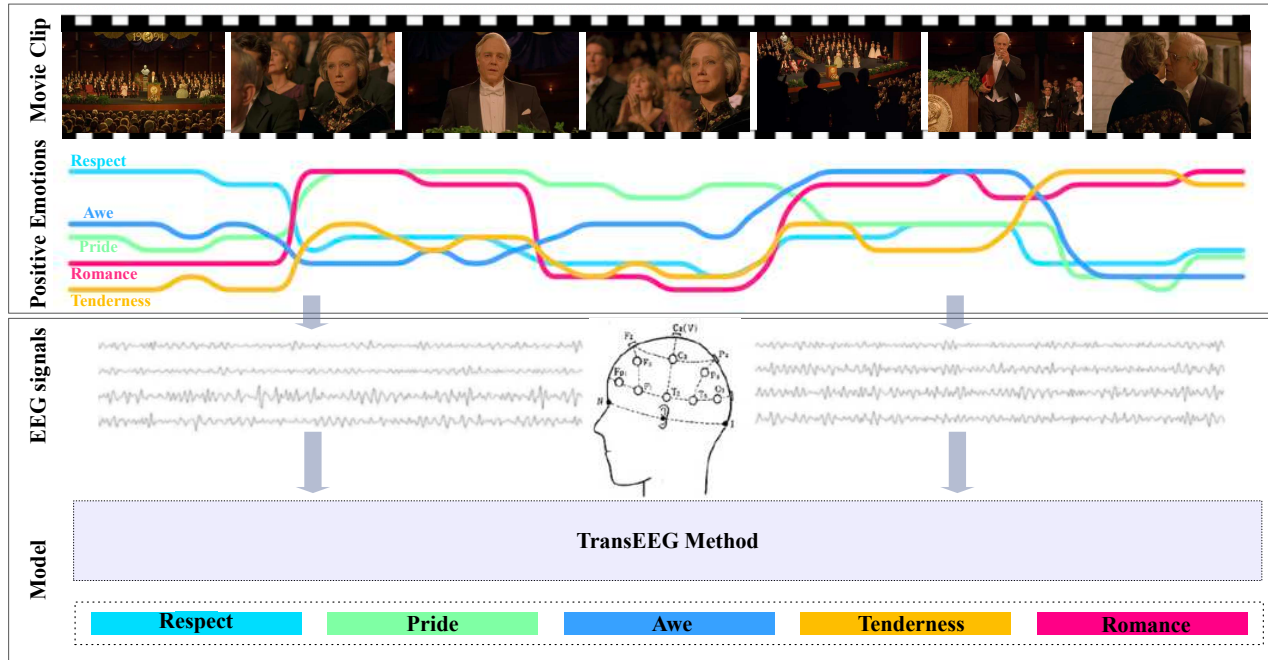 Movie Clip
Positive Emotions
Respect
Awe
Pride
Romance
Tenderness
EEG signals
N
I
Model
TransEEG Method
Respect
Pride
Awe
Tenderness
Romance